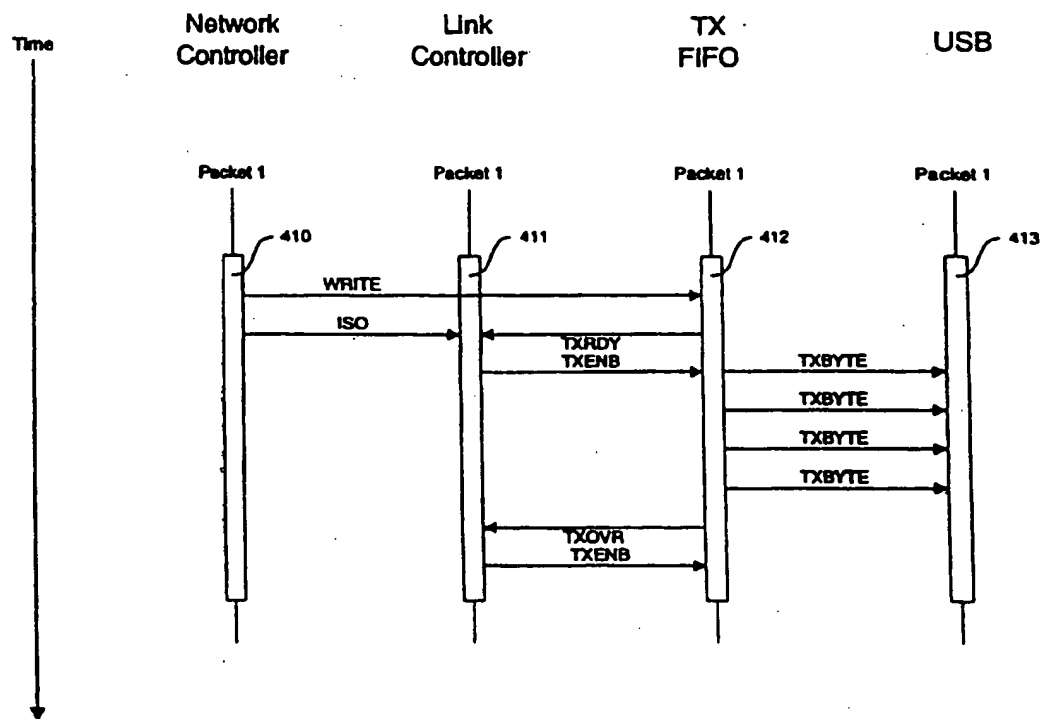 Time
Network
Controller
Link
Controller
TX
FIFO
USB
Packet 1
Packet 1
Packet 1
Packet 1
410
411
412
413
WRITE
ISO
TXRDY
TXENB
TXBYTE
TXBYTE
TXBYTE
TXBYTE
TXOVR
TXENB